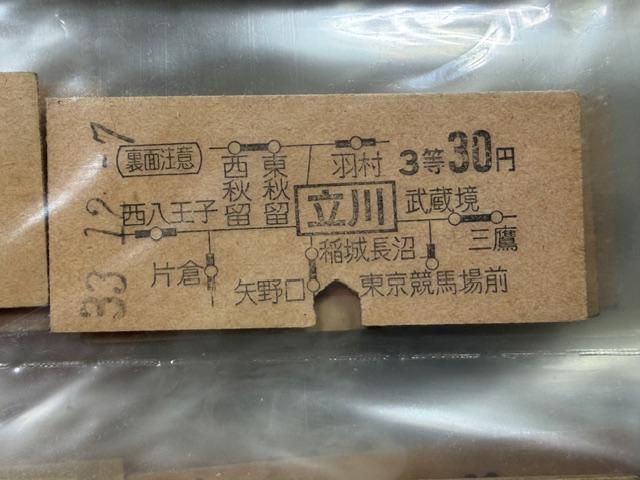 33.12.-7
裏面注意
西秋留
東秋留
羽村
3等30円
西八王子
立川
武蔵境
三鷹
片倉
稲城長沼
矢野口
東京競馬場前